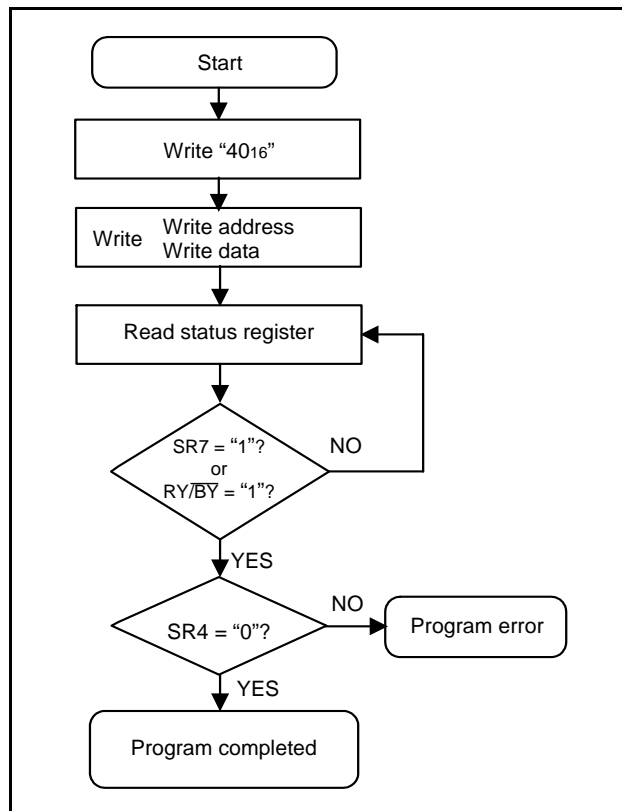 Start
Write “4016”
Write Write address
Write data
Read status register
SR7 = “1”?
or
RY/BY = “1”?
NO
YES
SR4 = “0”?
NO
Program error
YES
Program completed